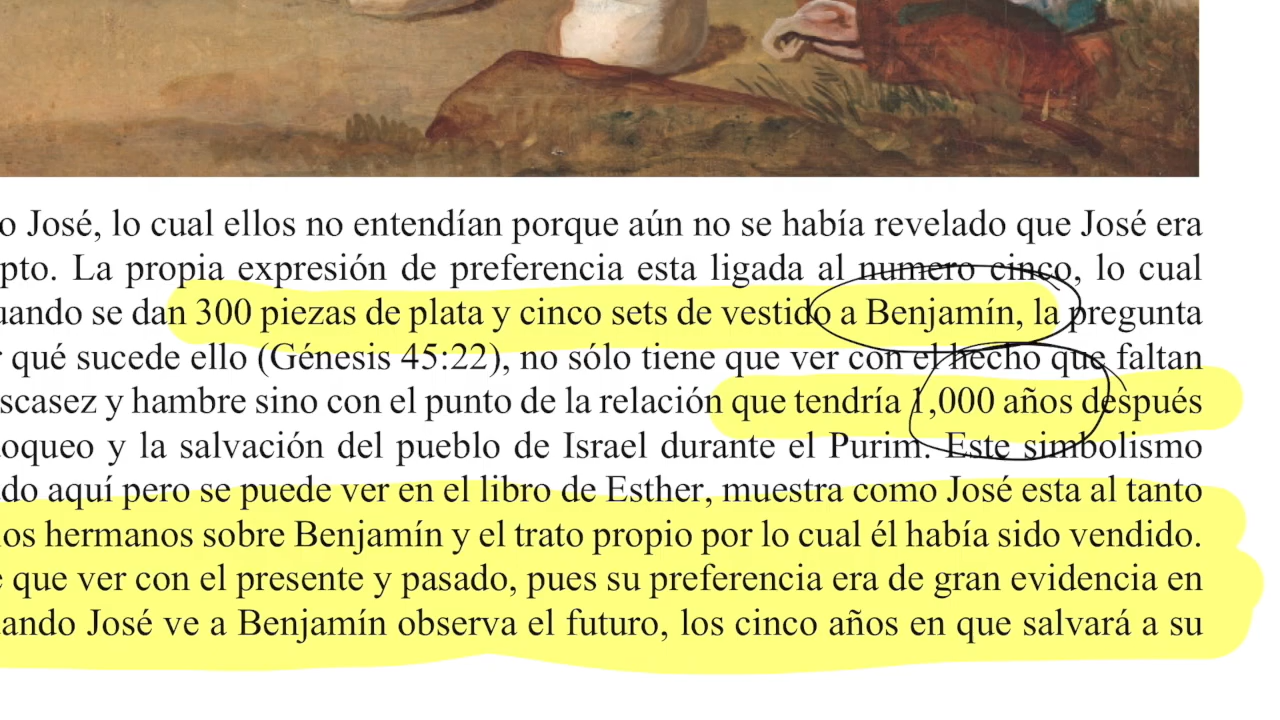 o José, lo cual ellos no entendían porque aún no se había revelado que José era
pto. La propia expresión de preferencia esta ligada al numero cinco, lo cual
uando se dan 300 piezas de plata y cinco sets de vestido a Benjamín, la pregunta
r qué sucede ello (Génesis 45:22), no sólo tiene que ver con el hecho que faltan
scasez y hambre sino con el punto de la relación que tendría 1,000 años después
oqueo y la salvación del pueblo de Israel durante el Purim. Este simbolismo
do aquí pero se puede ver en el libro de Esther, muestra como José esta al tanto
los hermanos sobre Benjamín y el trato propio por lo cual él había sido vendido.
e que ver con el presente y pasado, pues su preferencia era de gran evidencia en
ando José ve a Benjamín observa el futuro, los cinco años en que salvará a su